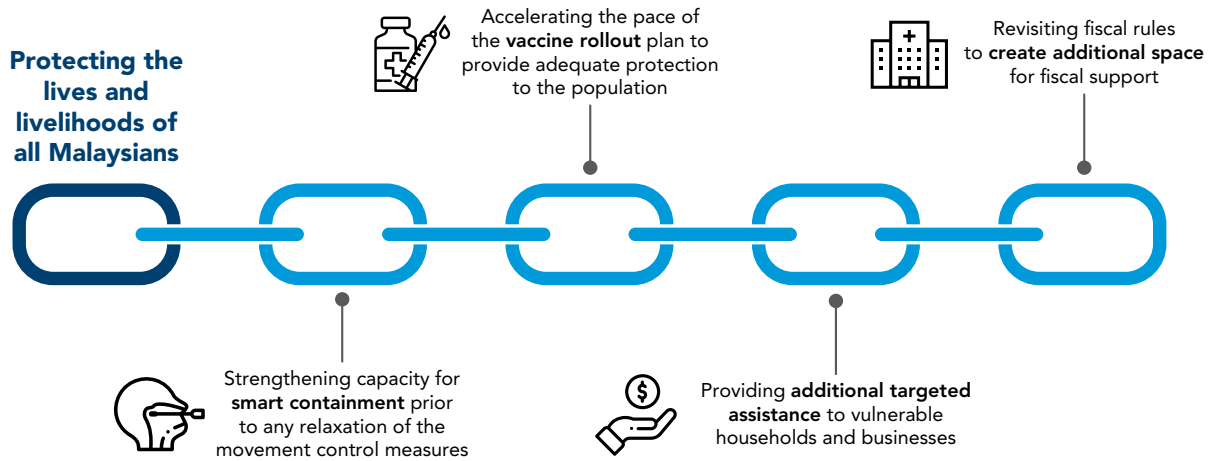 Protecting the
lives and
livelihoods of
all Malaysians
Strengthening capacity for
smart containment prior
to any relaxation of the
movement control measures
Accelerating the pace of
the vaccine rollout plan to
provide adequate protection
to the population
$
Providing additional targeted
assistance to vulnerable
households and businesses
Revisiting fiscal rules
to create additional space
for fiscal support